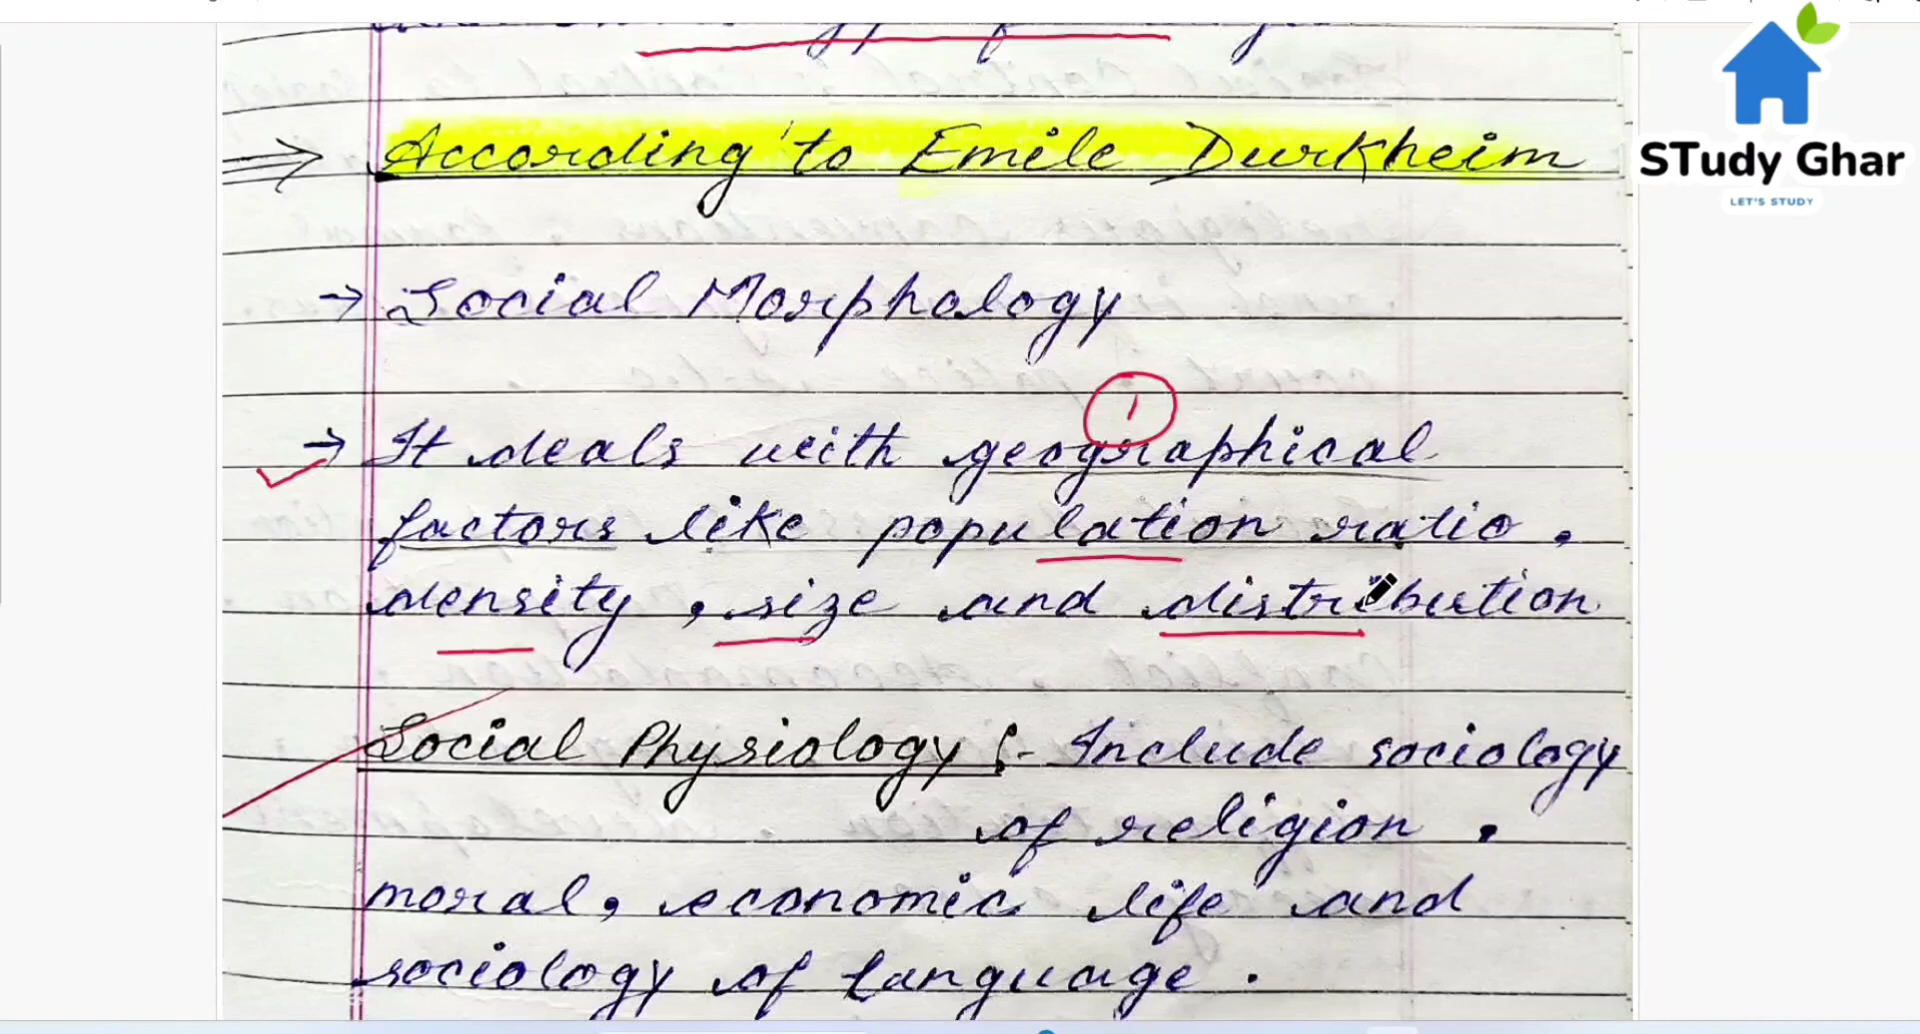 ⇒ According to Emile Durkheim
STudy Ghar
LET'S STUDY
→ Social Morphology
1
→ It deals with geographical
factors like population ratio,
density, size and distribution
Social Physiology :- Include sociology
of religion,
moral, economic life and
sociology of language.